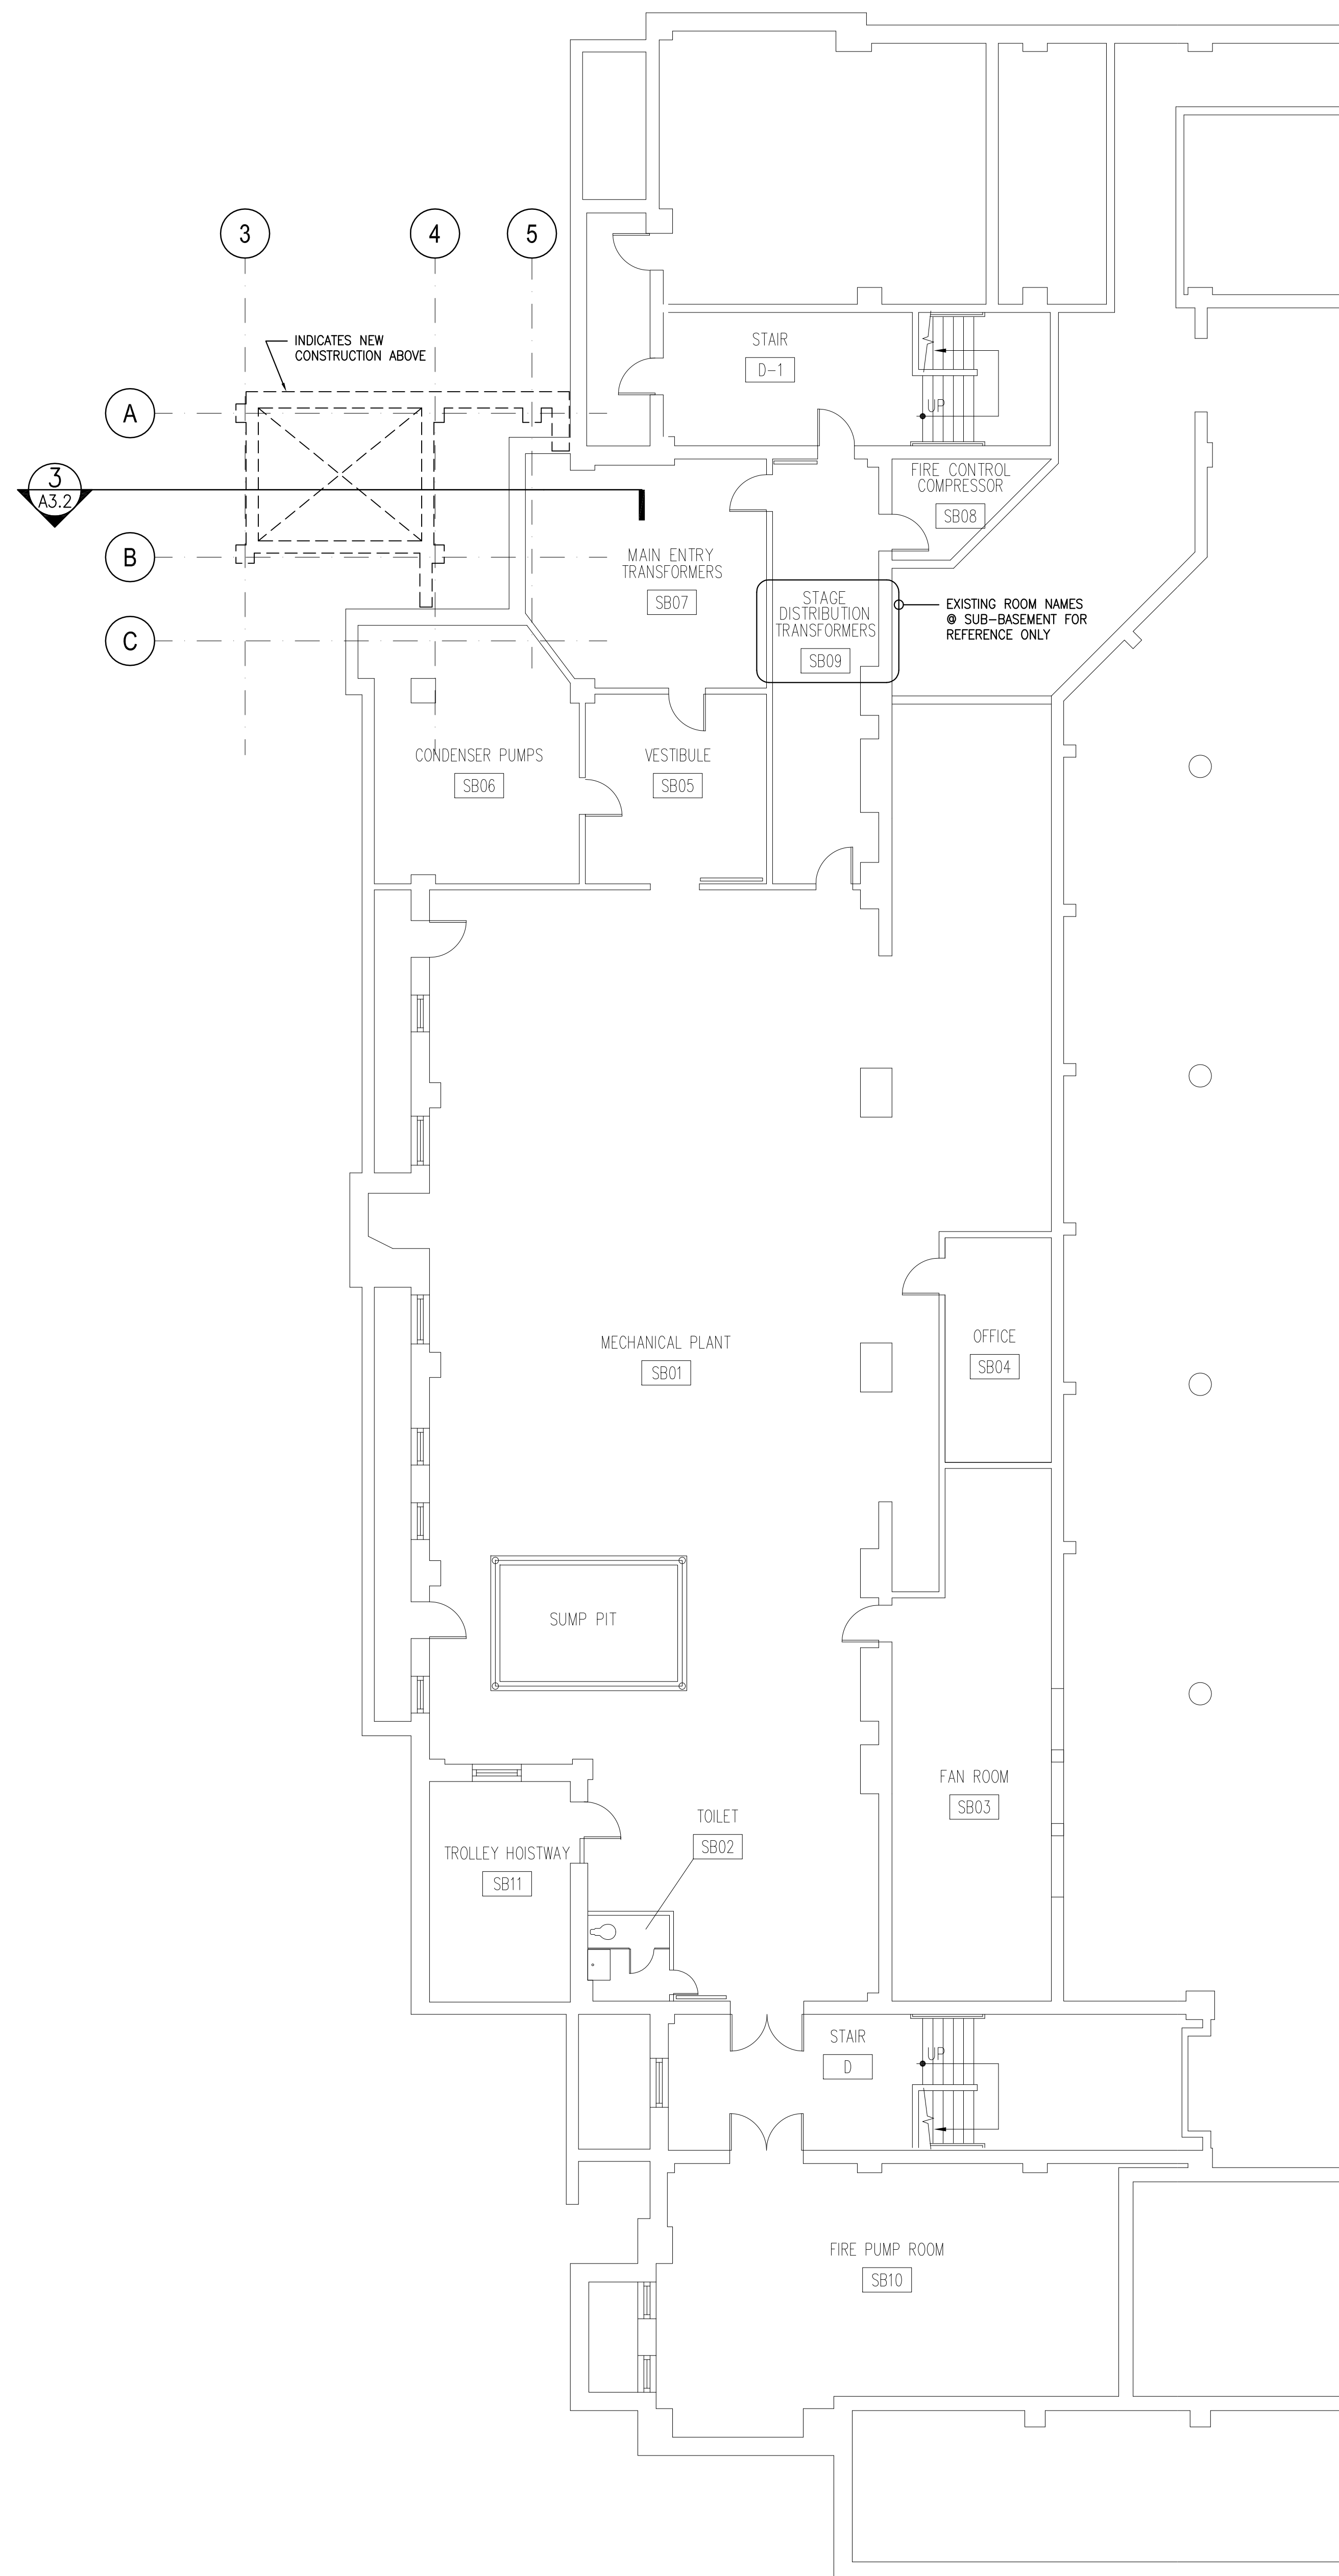 3
4
5
INDICATES NEW
CONSTRUCTION ABOVE
STAIR
D-1
UP
A
3
A3.2
FIRE CONTROL
COMPRESSOR
SB08
B
MAIN ENTRY
TRANSFORMERS
SB07
STAGE
DISTRIBUTION
TRANSFORMERS
SB09
EXISTING ROOM NAMES
@ SUB-BASEMENT FOR
REFERENCE ONLY
C
CONDENSER PUMPS
SB06
VESTIBULE
SB05
MECHANICAL PLANT
SB01
OFFICE
SB04
SUMP PIT
FAN ROOM
SB03
TOILET
SB02
TROLLEY HOISTWAY
SB11
STAIR
D
UP
FIRE PUMP ROOM
SB10